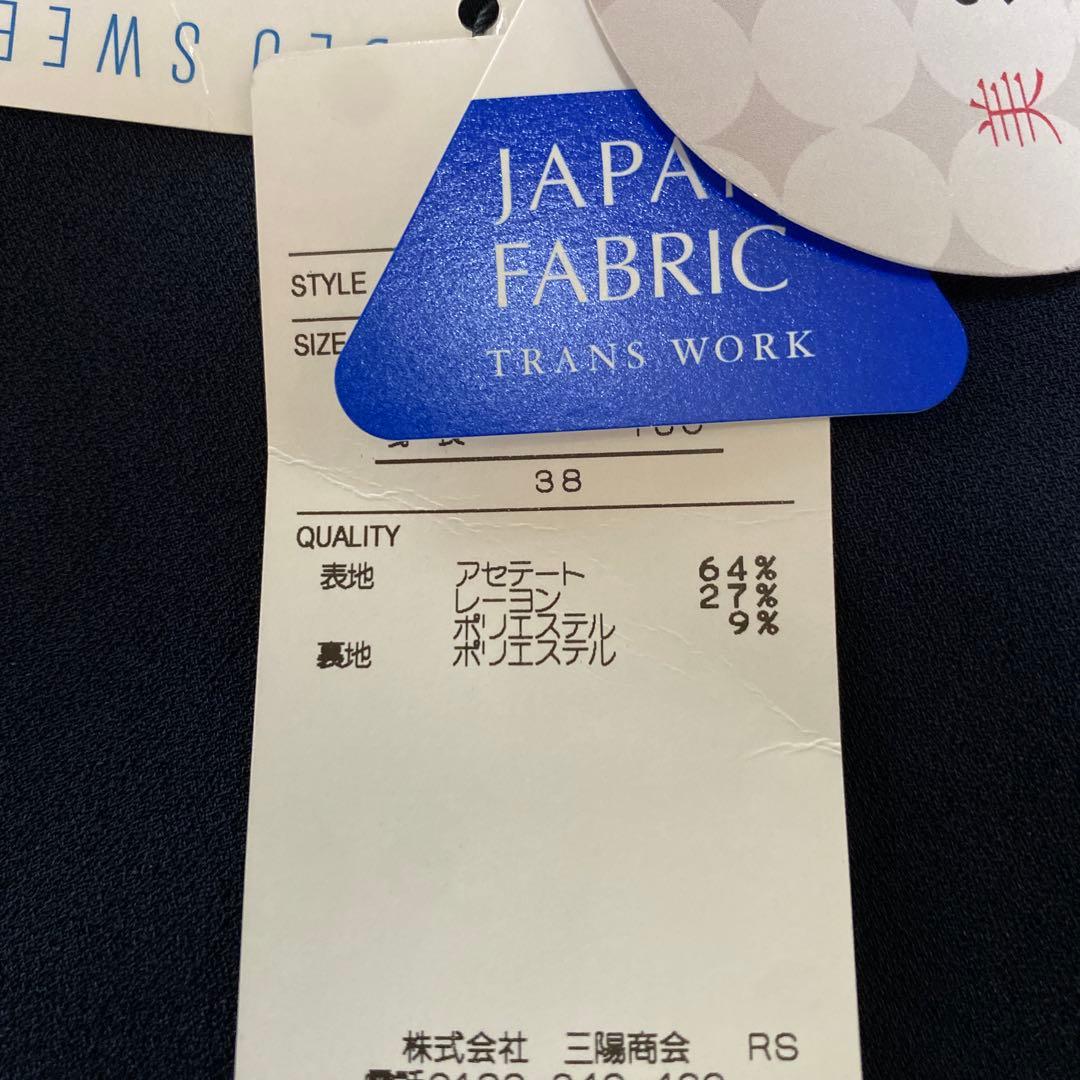 美
JAPAN
FABRIC
TRANS WORK
STYLE
SIZE
38
QUALITY
表地 アセテート 64%
レーヨン 27%
ポリエステル 9%
裏地 ポリエステル
株式会社 三陽商会 RS